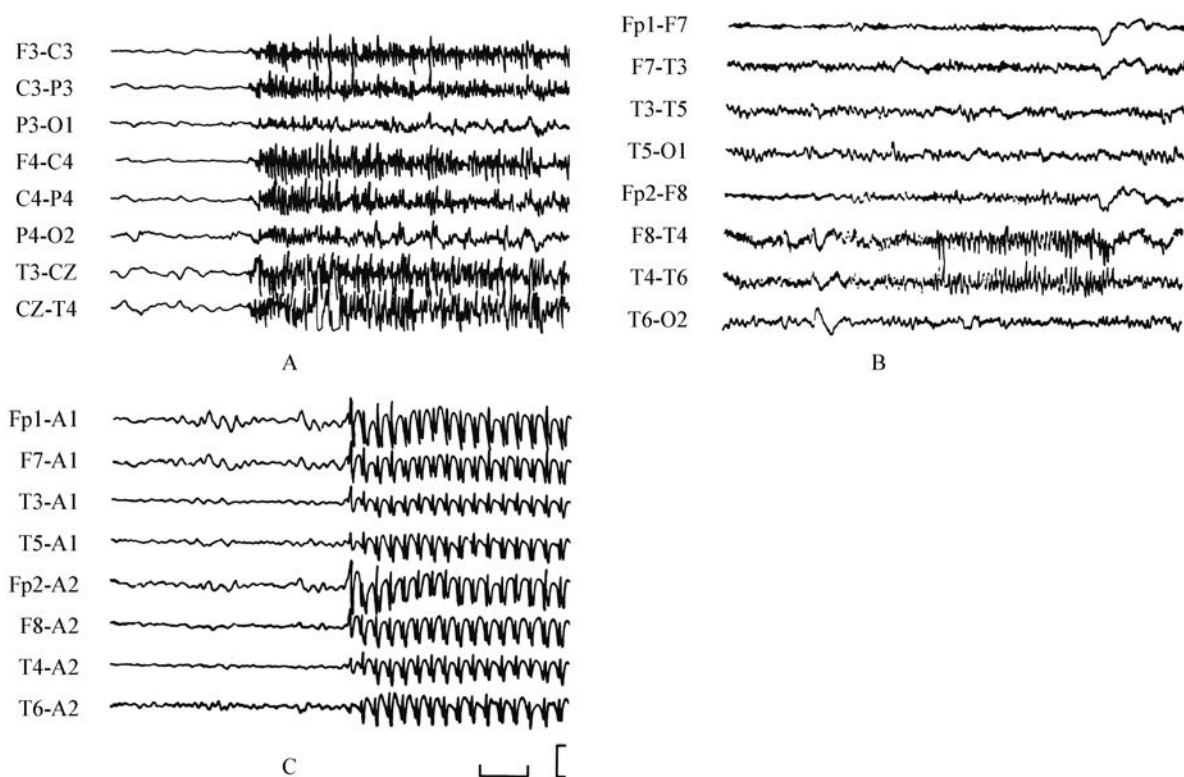 F3-C3
C3-P3
P3-O1
F4-C4
C4-P4
P4-O2
T3-CZ
CZ-T4
A
Fp1-F7
F7-T3
T3-T5
T5-O1
Fp2-F8
F8-T4
T4-T6
T6-O2
B
Fp1-A1
F7-A1
T3-A1
T5-A1
Fp2-A2
F8-A2
T4-A2
T6-A2
C